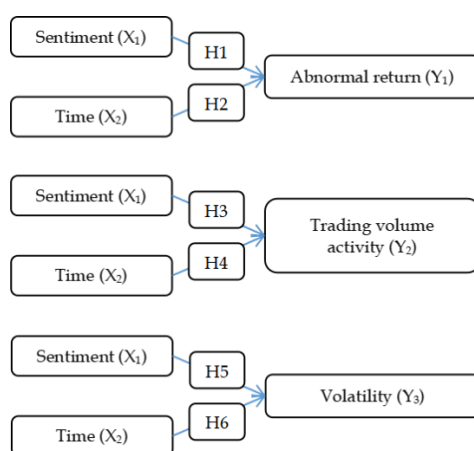 Sentiment (X₁)
H1
Abnormal return (Y₁)
H2
Time (X₂)
Sentiment (X₁)
H3
Trading volume
activity (Y₂)
H4
Time (X₂)
Sentiment (X₁)
H5
Volatility (Y₃)
H6
Time (X₂)